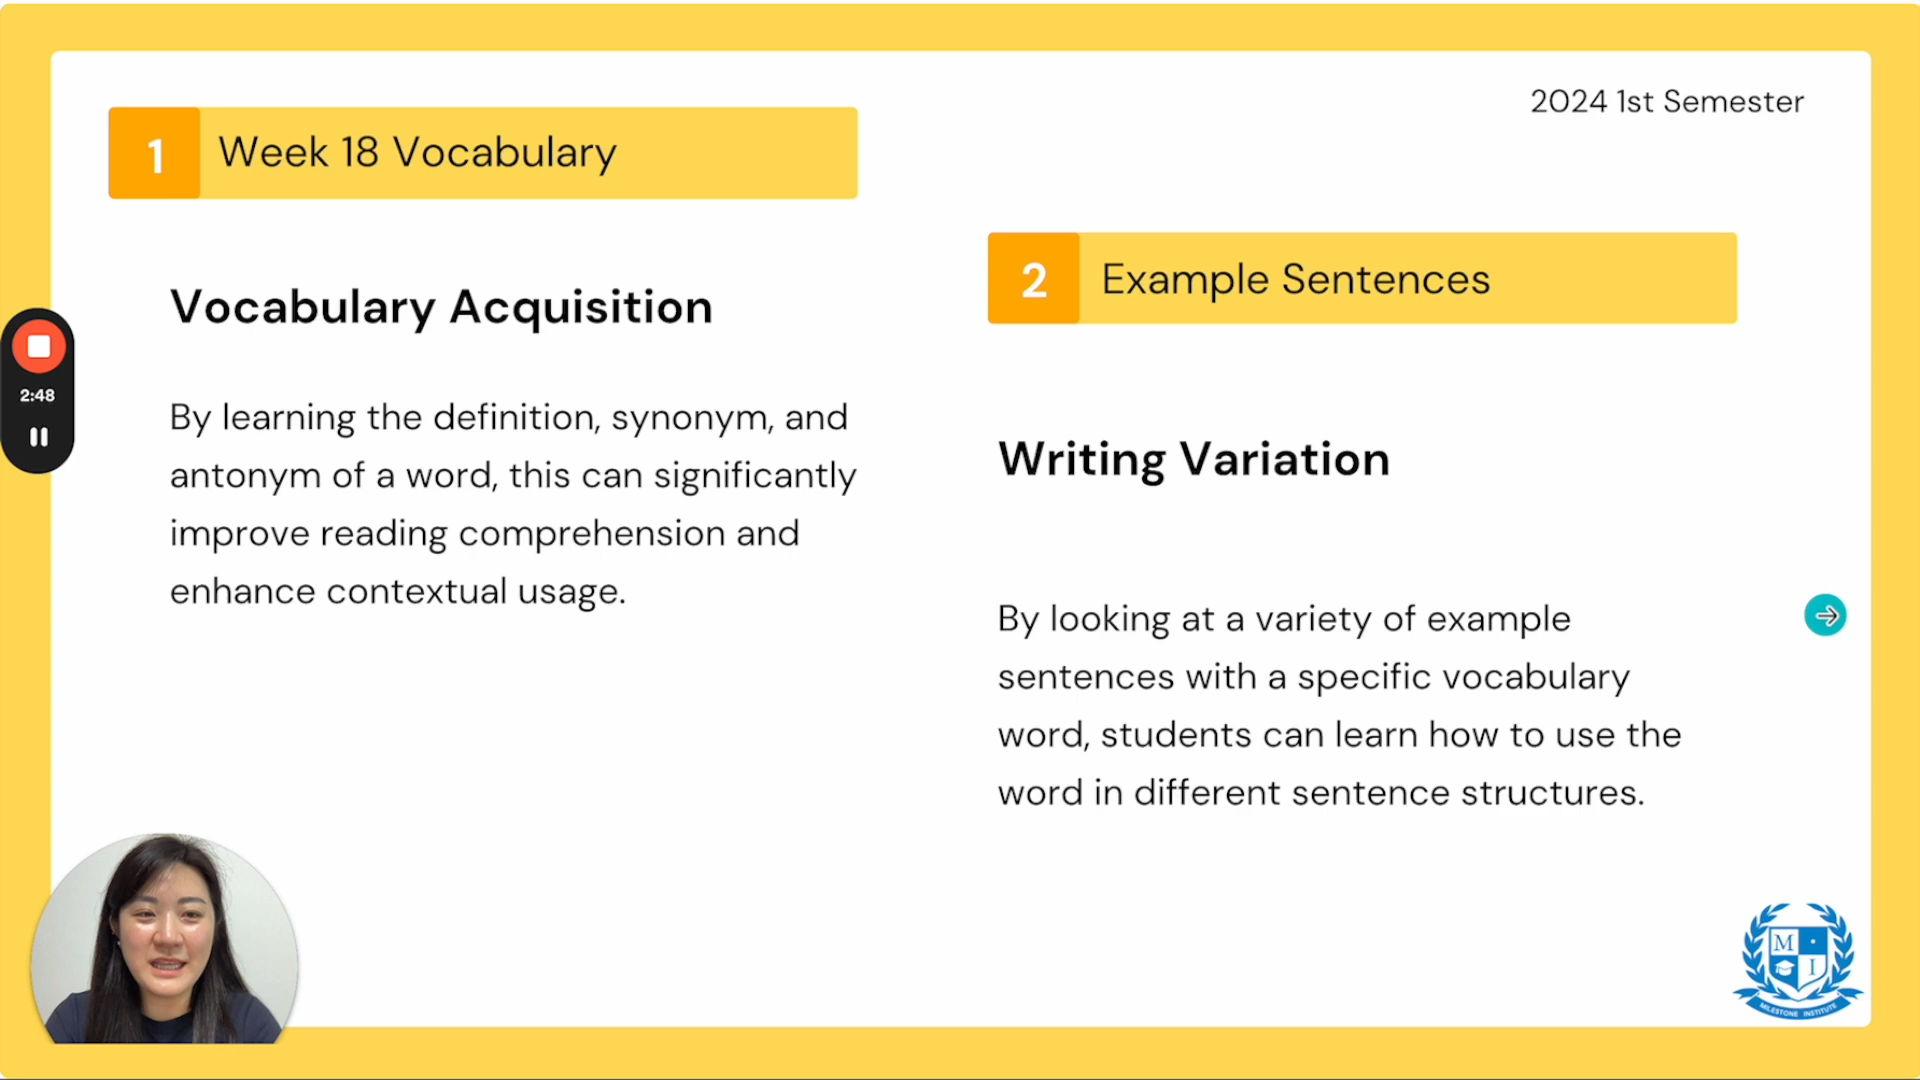 2024 1st Semester
1 Week 18 Vocabulary
Vocabulary Acquisition
By learning the definition, synonym, and
antonym of a word, this can significantly
improve reading comprehension and
enhance contextual usage.
2 Example Sentences
Writing Variation
By looking at a variety of example
sentences with a specific vocabulary
word, students can learn how to use the
word in different sentence structures.
2:48
M
I
MILESTONE INSTITUTE